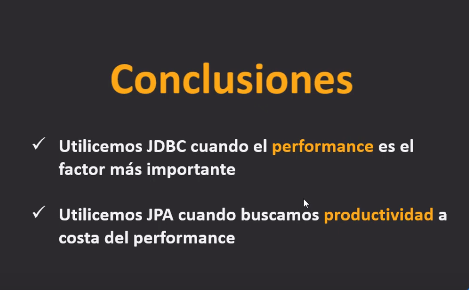 Conclusiones
✓ Utilicemos JDBC cuando el performance es el
factor más importante
✓ Utilicemos JPA cuando buscamos productividad a
costa del performance